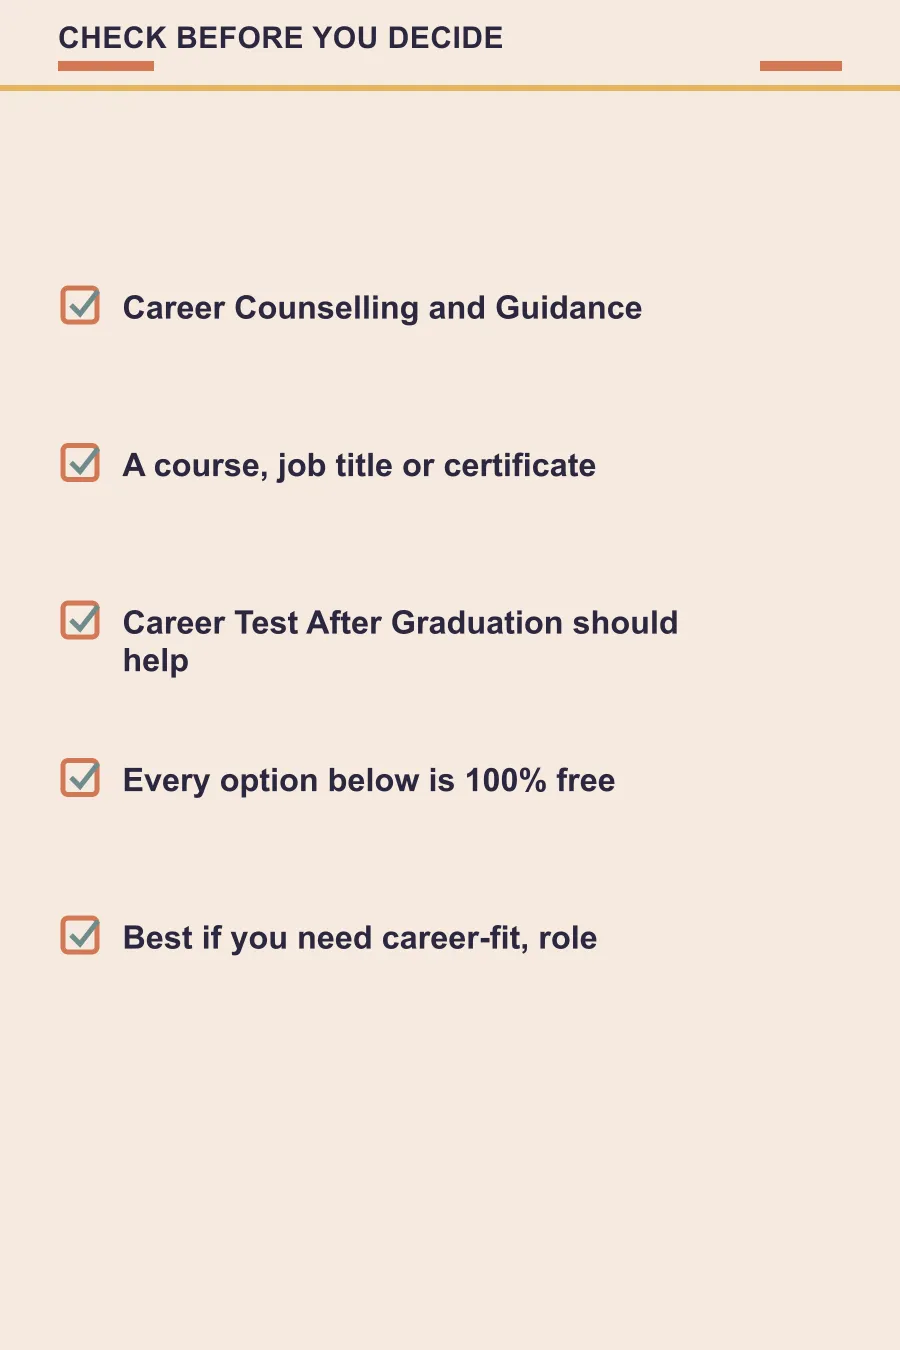 CHECK BEFORE YOU DECIDE
Career Counselling and Guidance
A course, job title or certificate
Career Test After Graduation should
help
Every option below is 100% free
Best if you need career-fit, role